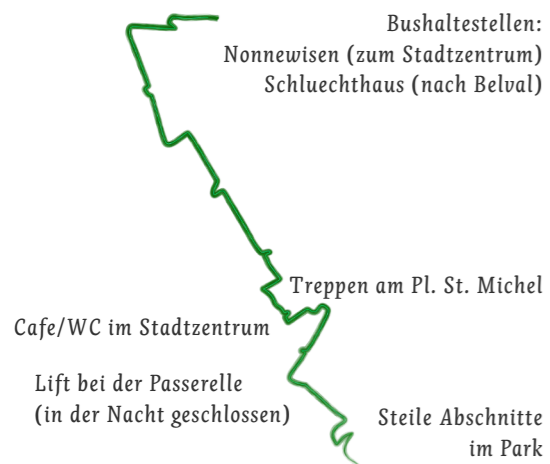 Bushaltestellen:
Nonnewisen (zum Stadtzentrum)
Schluechthaus (nach Belval)
Treppen am Pl. St. Michel
Cafe/WC im Stadtzentrum
Lift bei der Passerelle
(in der Nacht geschlossen)
Steile Abschnitte
im Park